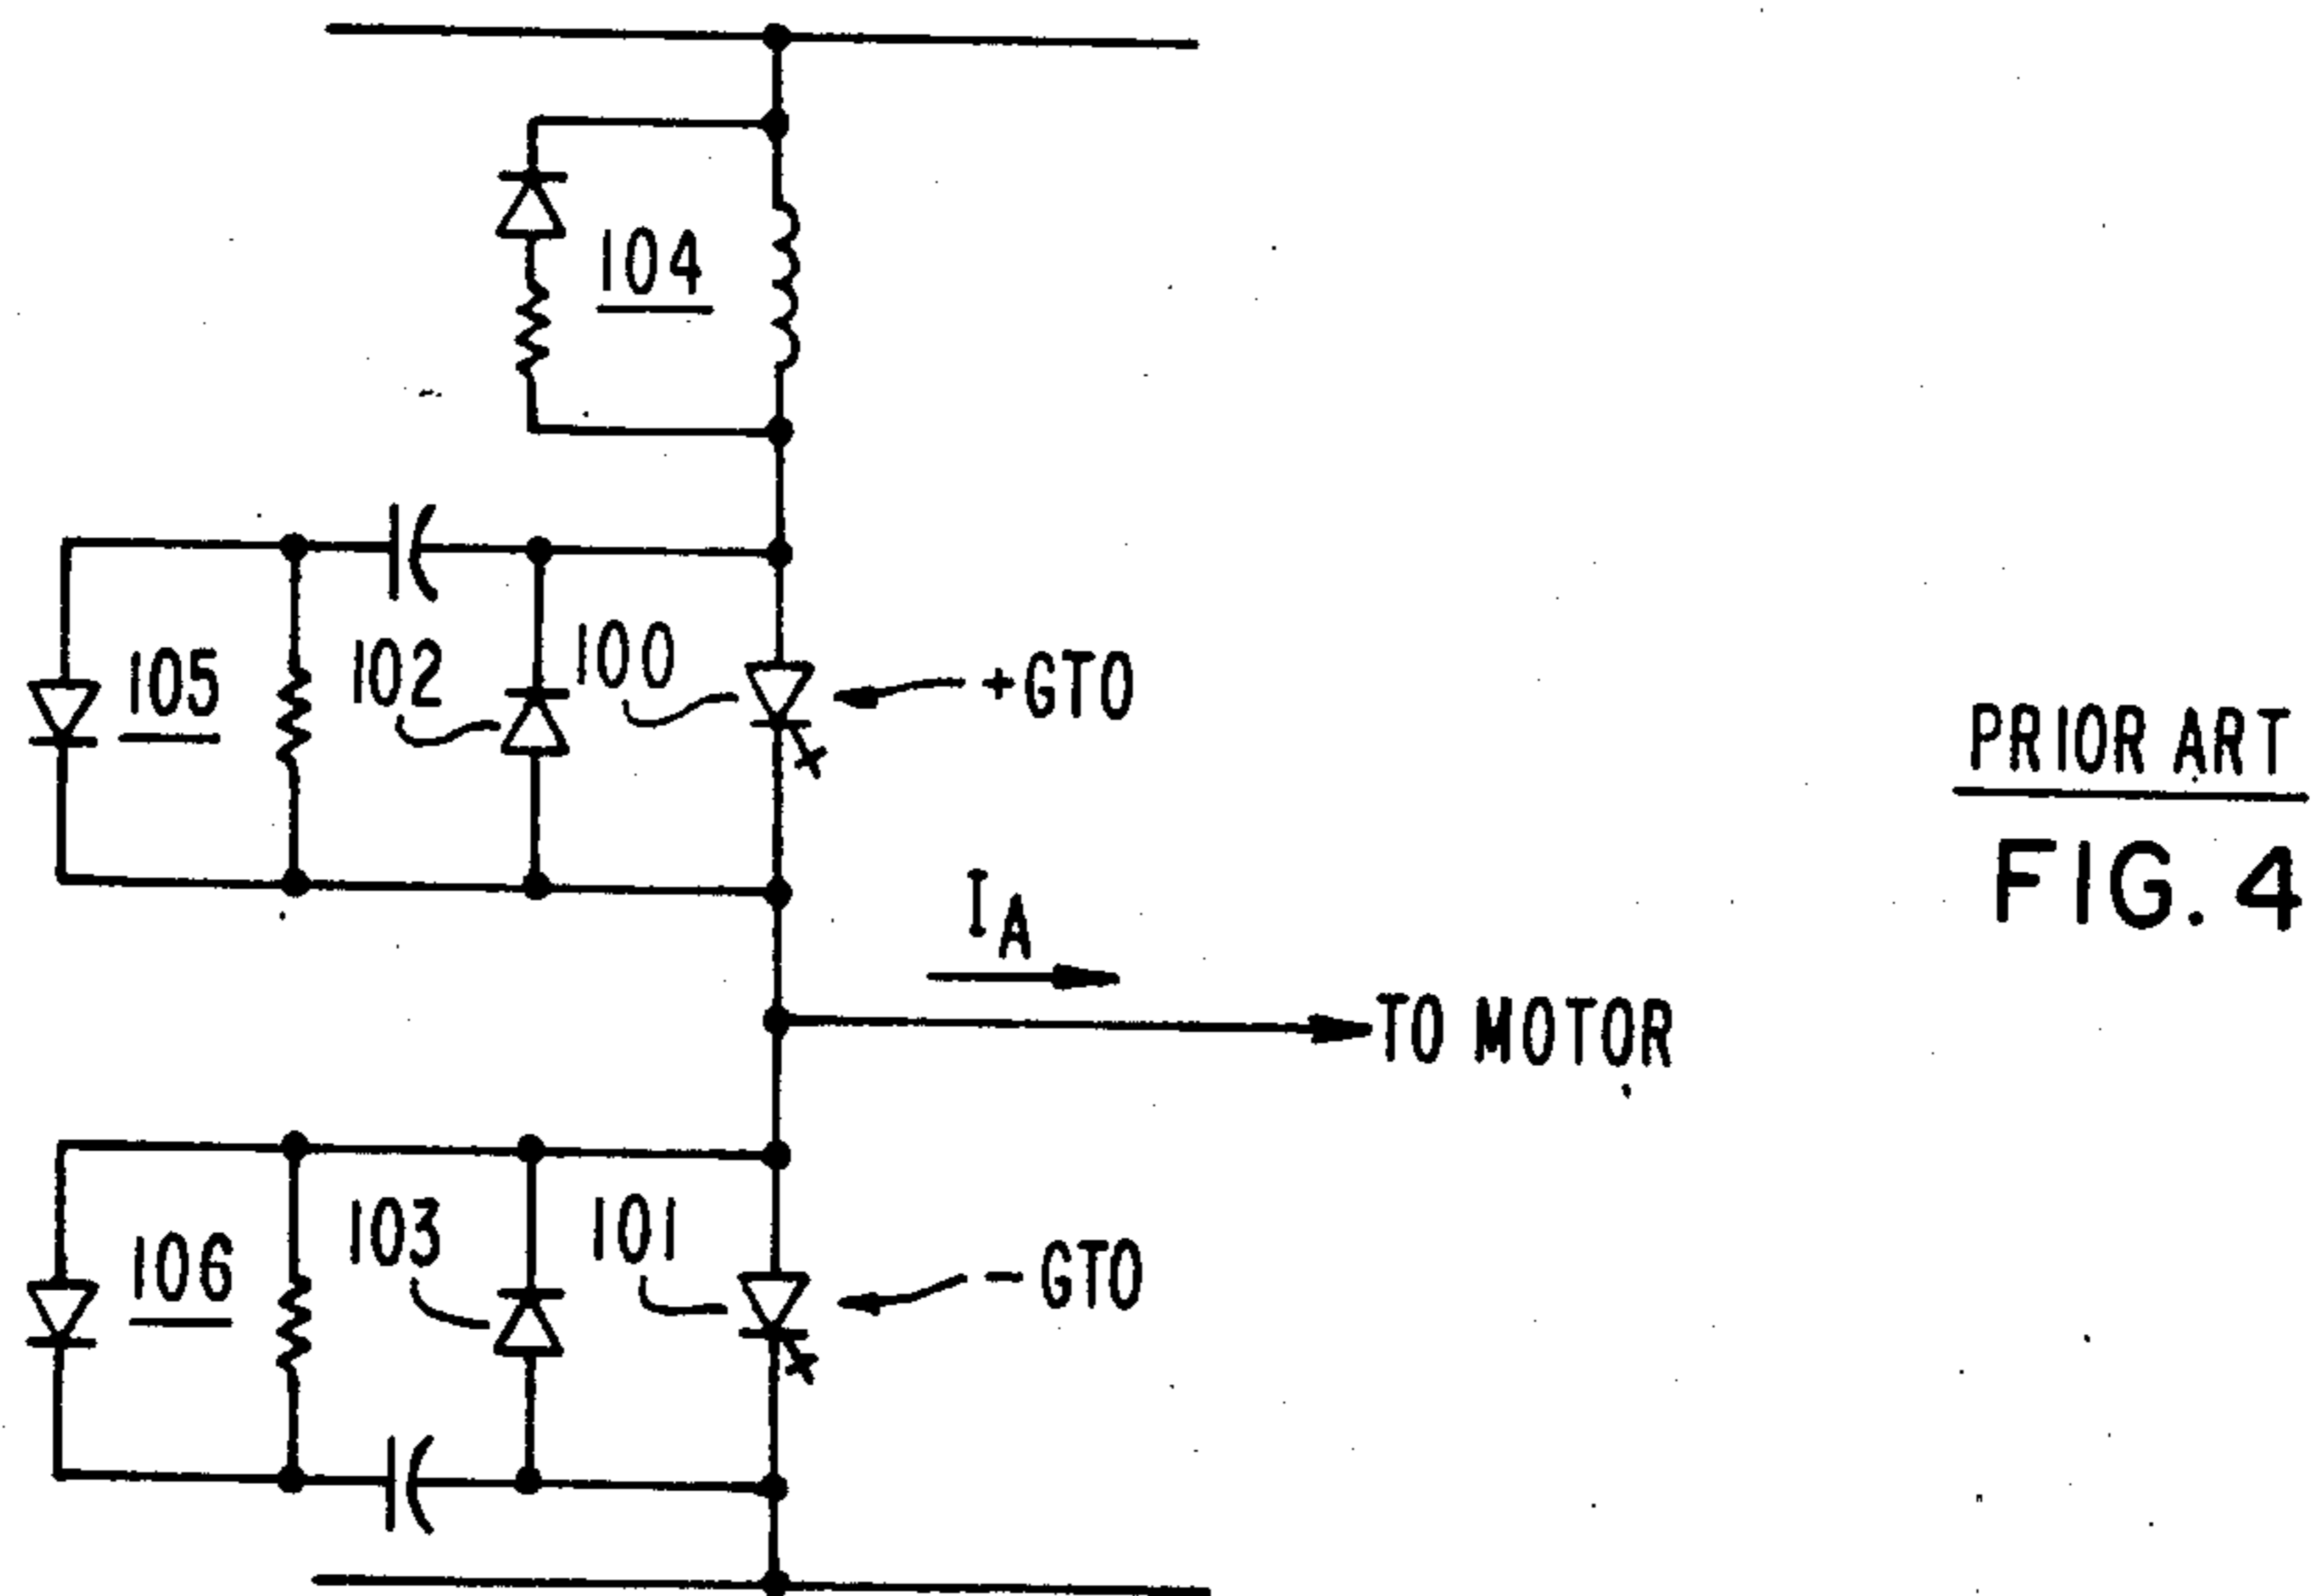 104
105
102
100
+GTO
PRIOR ART
FIG. 4
IA
TO MOTOR
106
103
101
-GTO